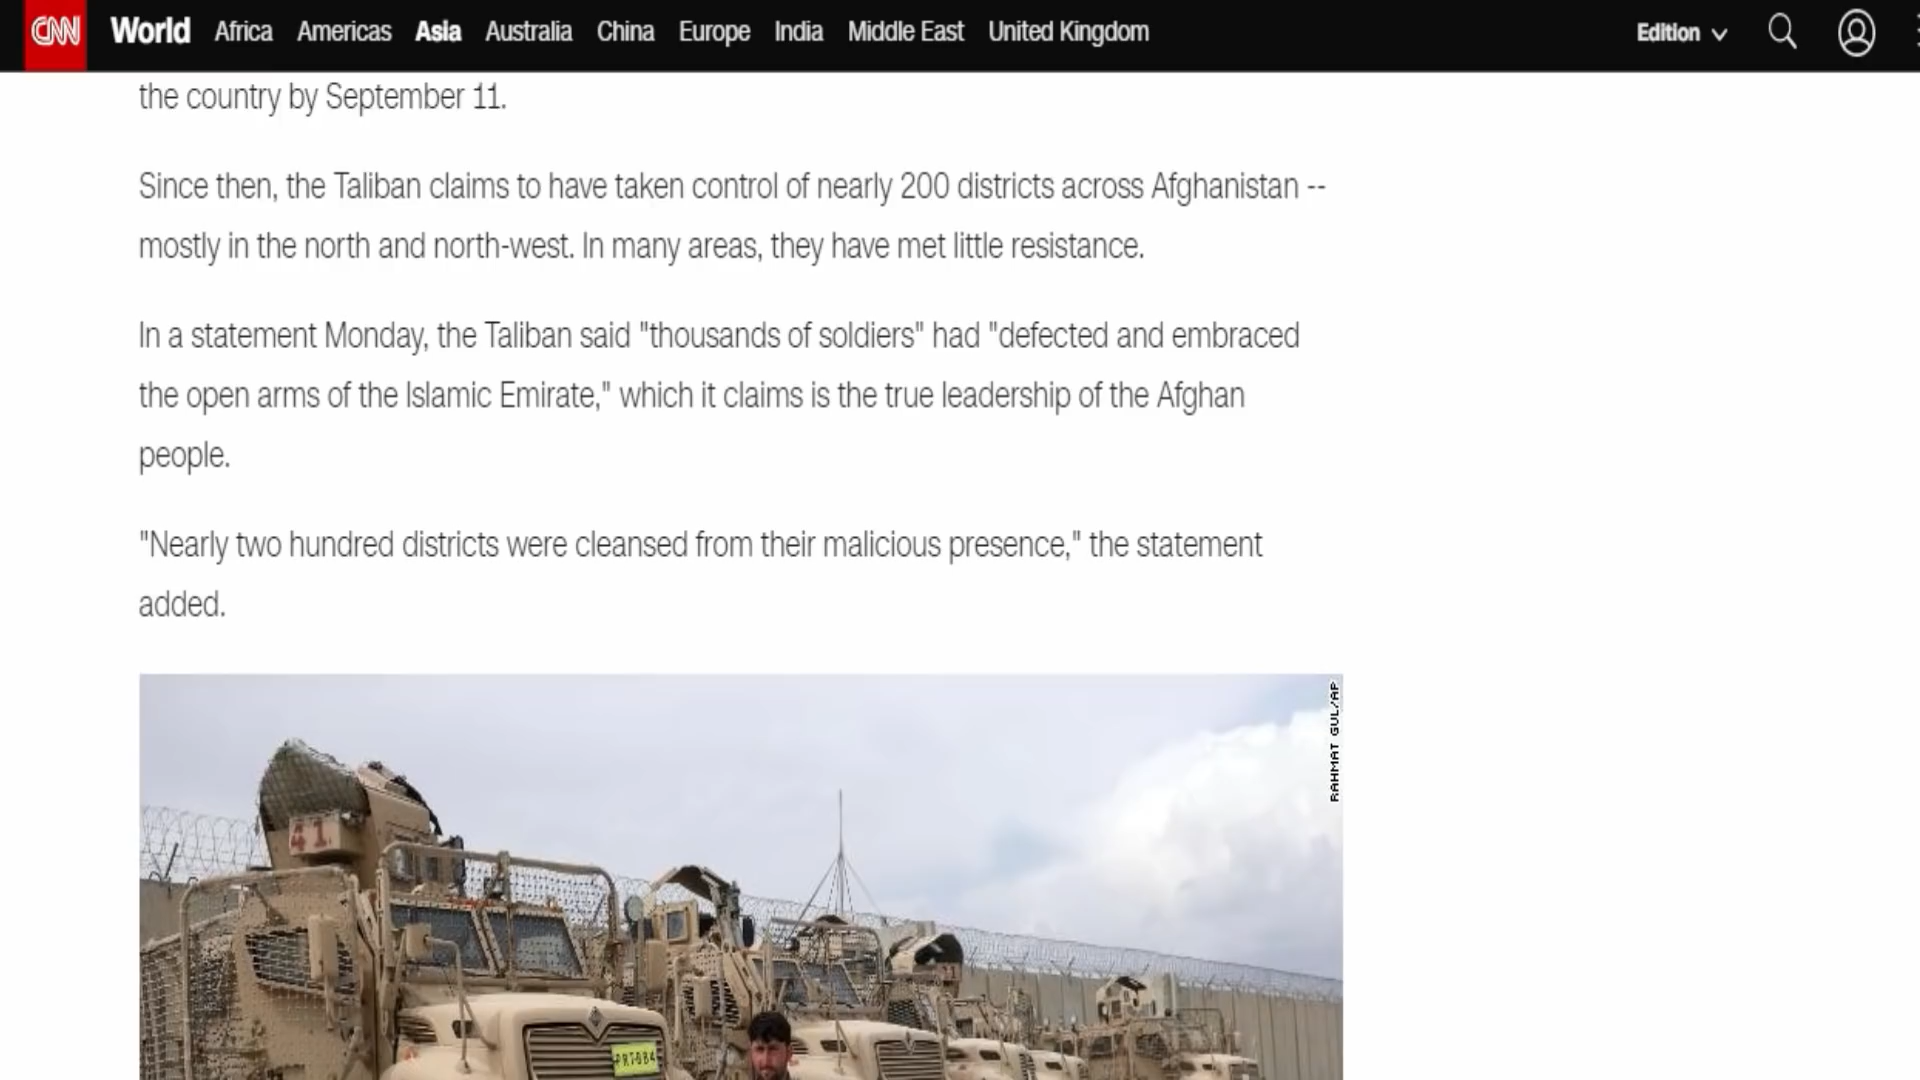 CNN World Africa Americas Asia Australia China Europe India Middle East United Kingdom Edition
the country by September 11.
Since then, the Taliban claims to have taken control of nearly 200 districts across Afghanistan --
mostly in the north and north-west. In many areas, they have met little resistance.
In a statement Monday, the Taliban said "thousands of soldiers" had "defected and embraced
the open arms of the Islamic Emirate," which it claims is the true leadership of the Afghan
people.
"Nearly two hundred districts were cleansed from their malicious presence," the statement
added.
RAHMAT GUL/AP
41